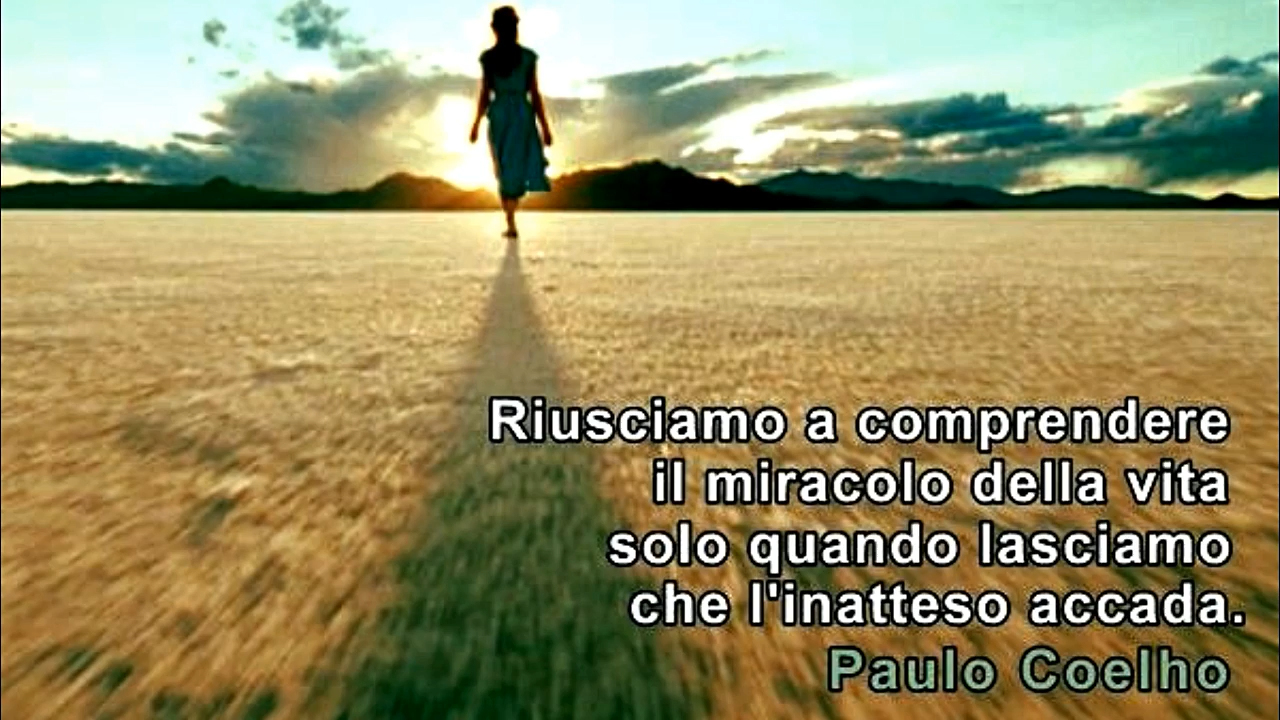 Riusciamo a comprendere
il miracolo della vita
solo quando lasciamo
che l'inatteso accada.
Paulo Coelho